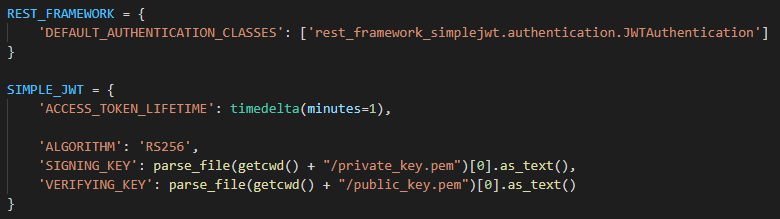 REST_FRAMEWORK = {
    'DEFAULT_AUTHENTICATION_CLASSES': ['rest_framework_simplejwt.authentication.JWTAuthentication']
}

SIMPLE_JWT = {
    'ACCESS_TOKEN_LIFETIME': timedelta(minutes=1),

    'ALGORITHM': 'RS256',
    'SIGNING_KEY': parse_file(getcwd() + "/private_key.pem")[0].as_text(),
    'VERIFYING_KEY': parse_file(getcwd() + "/public_key.pem")[0].as_text()
}